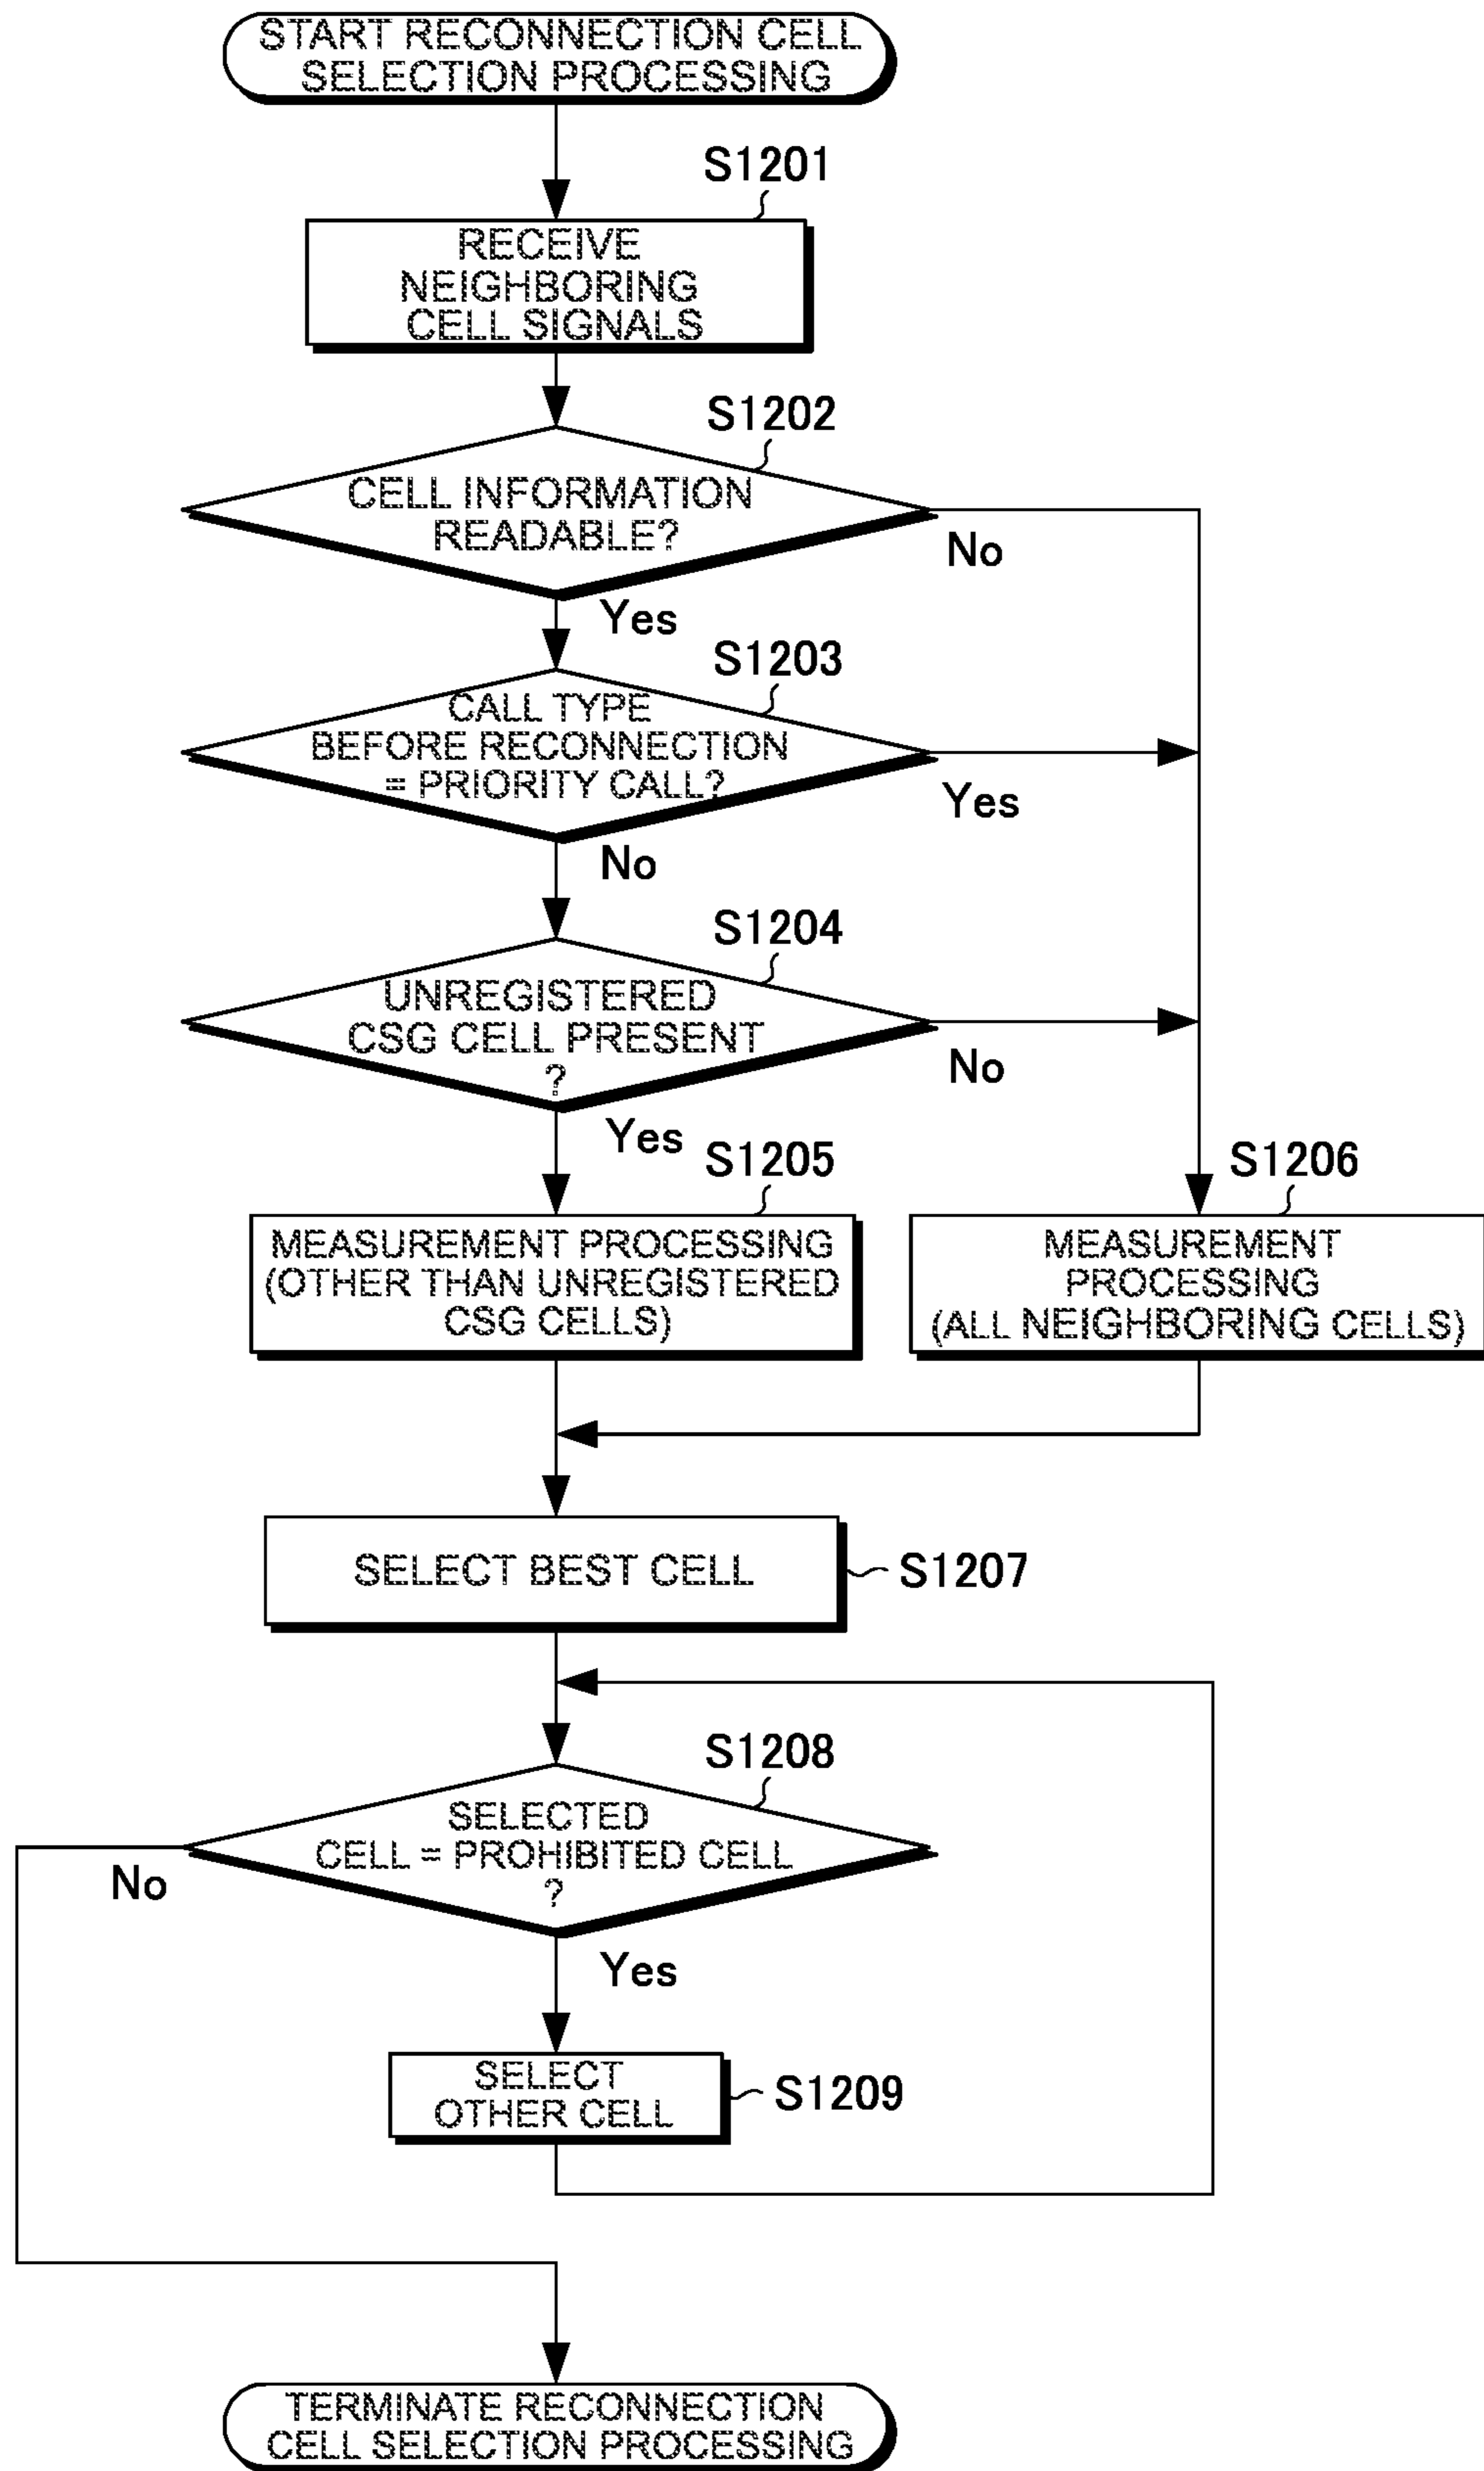 START RECONNECTION CELL
SELECTION PROCESSING
S1201
RECEIVE
NEIGHBORING
CELL SIGNALS
S1202
CELL INFORMATION
READABLE?
No
Yes
S1203
CALL TYPE
BEFORE RECONNECTION
= PRIORITY CALL?
Yes
No
S1204
UNREGISTERED
CSG CELL PRESENT
?
No
Yes
S1205
S1206
MEASUREMENT PROCESSING
(OTHER THAN UNREGISTERED
CSG CELLS)
MEASUREMENT
PROCESSING
(ALL NEIGHBORING CELLS)
SELECT BEST CELL
S1207
S1208
SELECTED
CELL = PROHIBITED CELL
?
No
Yes
SELECT
OTHER CELL
S1209
TERMINATE RECONNECTION
CELL SELECTION PROCESSING